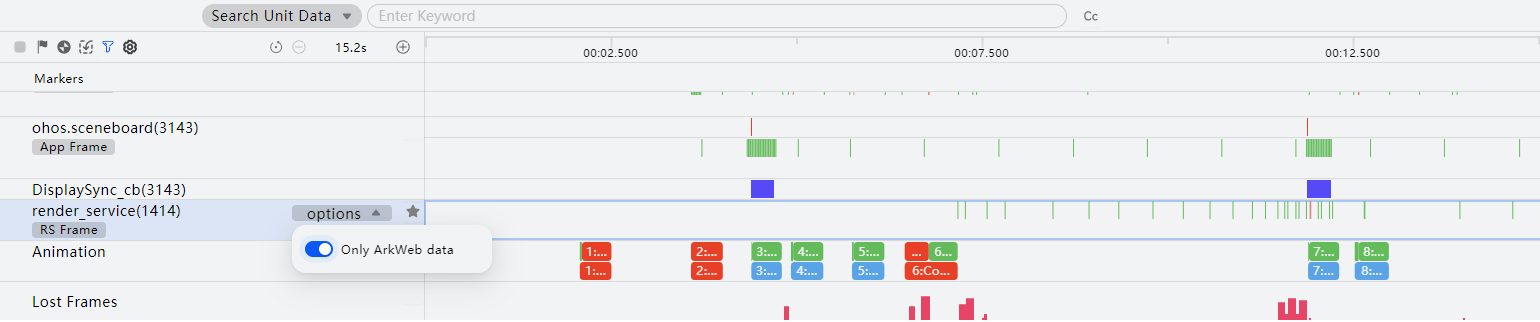 Search Unit Data Enter Keyword Cc
15.2s 00:02.500 00:07.500 00:12.500
Markers
ohos.sceneboard(3143)
App Frame
DisplaySync_cb(3143)
render_service(1414) options
RS Frame
Only ArkWeb data
Animation 1:... 2:... 3:... 4:... 5:... ... 6... 7:... 8:...
1:... 2:... 3:... 4:... 5:... 6:Co... 7:... 8:...
Lost Frames